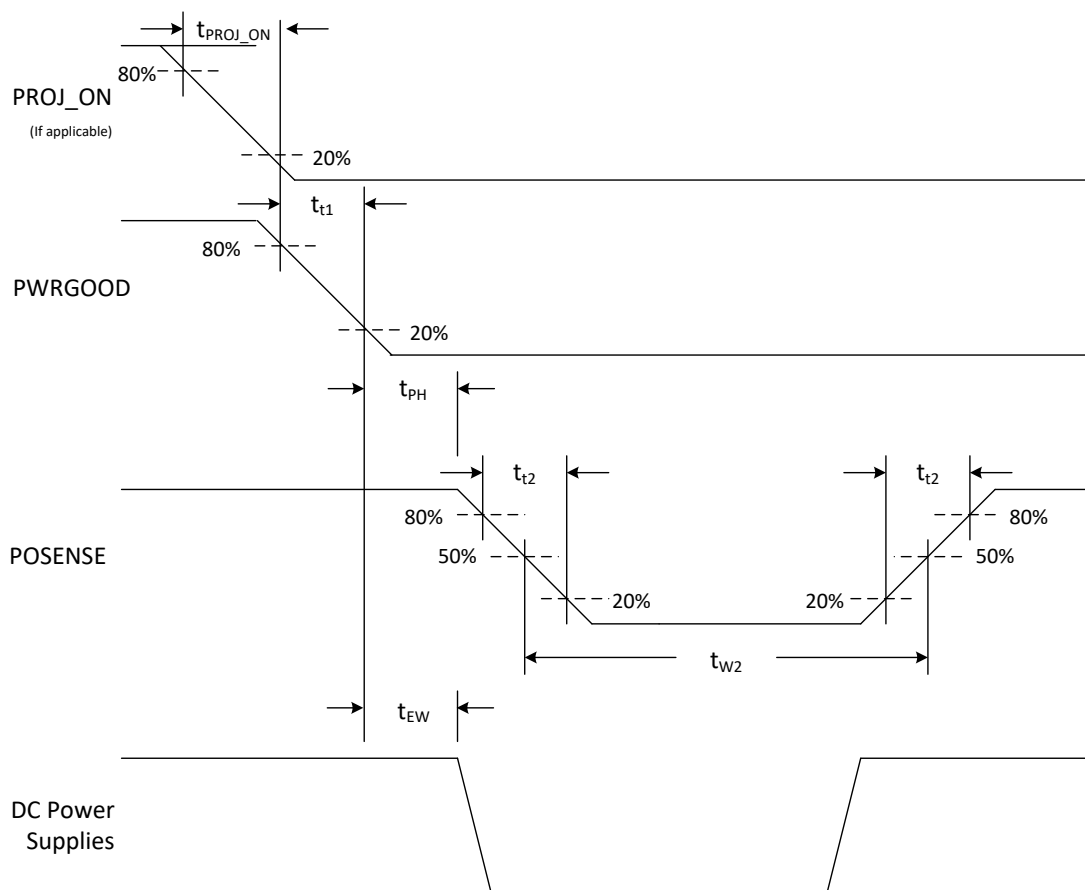 tPROJ_ON
80%
PROJ_ON
(If applicable)
20%
tt1
80%
PWRGOOD
20%
tPH
tt2
tt2
80%
80%
POSENSE
50%
50%
20%
20%
tW2
tEW
DC Power
Supplies